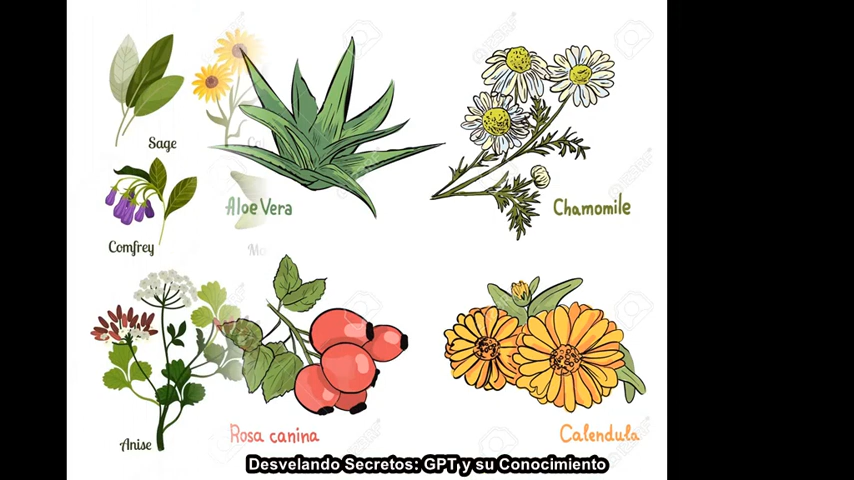 Sage
Aloe Vera
Chamomile
Comfrey
Anise
Rosa canina
Calendula
Desvelando Secretos: GPT y su Conocimiento